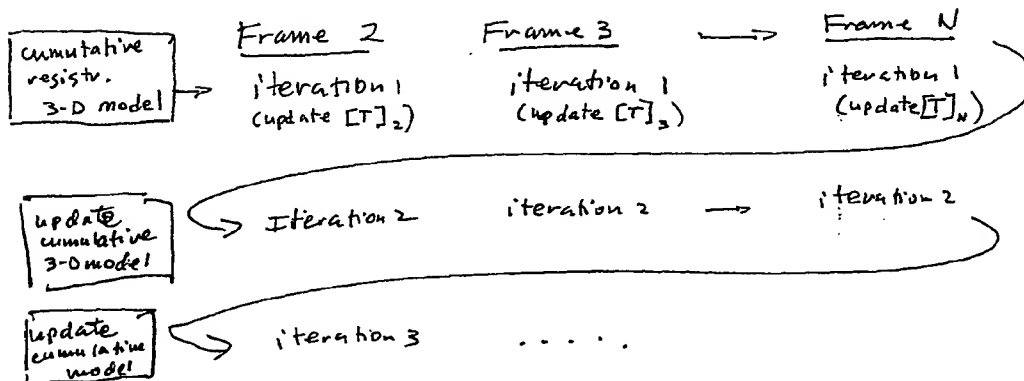 cumutative
registr.
3-D model
Frame 2
Frame 3
Frame N
iteration 1
(update [T]2)
iteration 1
(update [T]3)
iteration 1
(update [T]N)
update
cumulative
3-D model
Iteration 2
iteration 2
iteration 2
update
cumulative
model
iteration 3
. . . . .